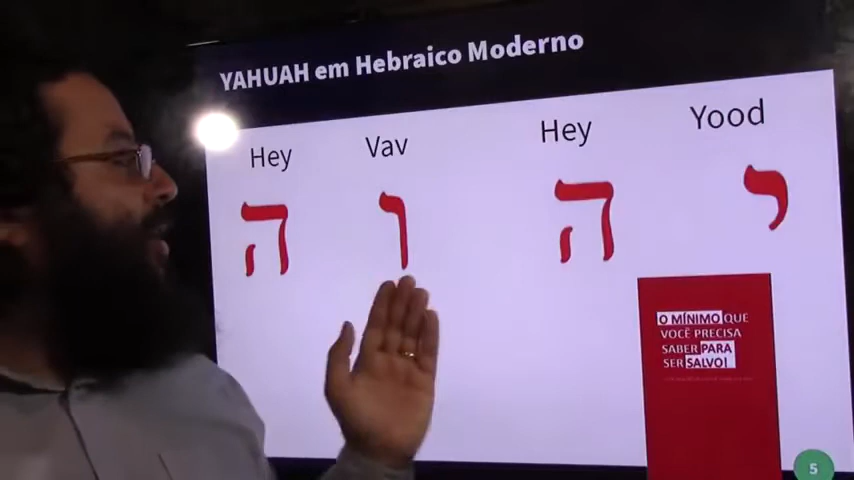 YAHUAH em Hebraico Moderno
Hey Vav Hey Yood
ה ו ה י
O MÍNIMO QUE
VOCÊ PRECISA
SABER PARA
SER SALVO!
5